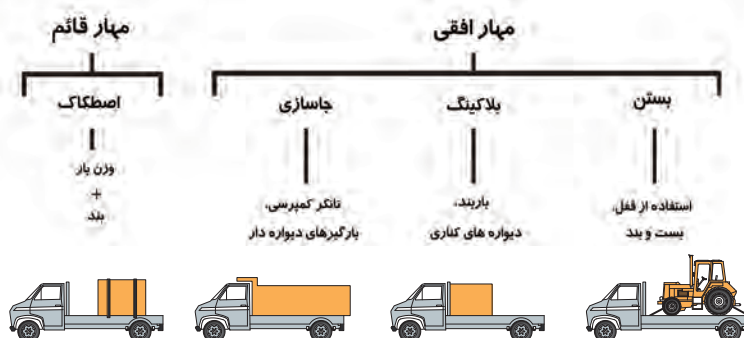 مهار افقی
مهار قائم
بستن
بلاکینگ
جاسازی
اصطکاک
استفاده از قفل،
بست و بند
باربند،
دیواره های کناری
تانکر کمپرسی،
بارگیرهای دیواره دار
وزن بار
+
بند